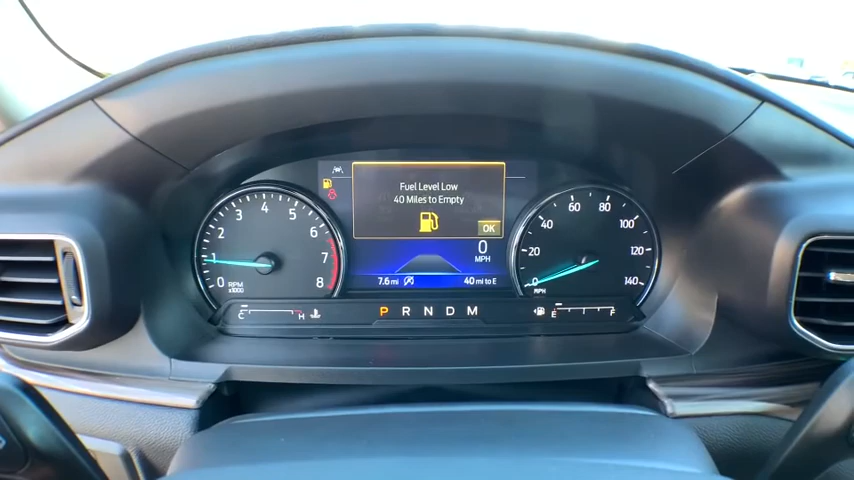 Fuel Level Low
40 Miles to Empty
OK
0
MPH
7.6 mi
40 mi to E
0 1 2 3 4 5 6 7 8
RPM
x1000
0 20 40 60 80 100 120 140
MPH
C H
P R N D M
E F